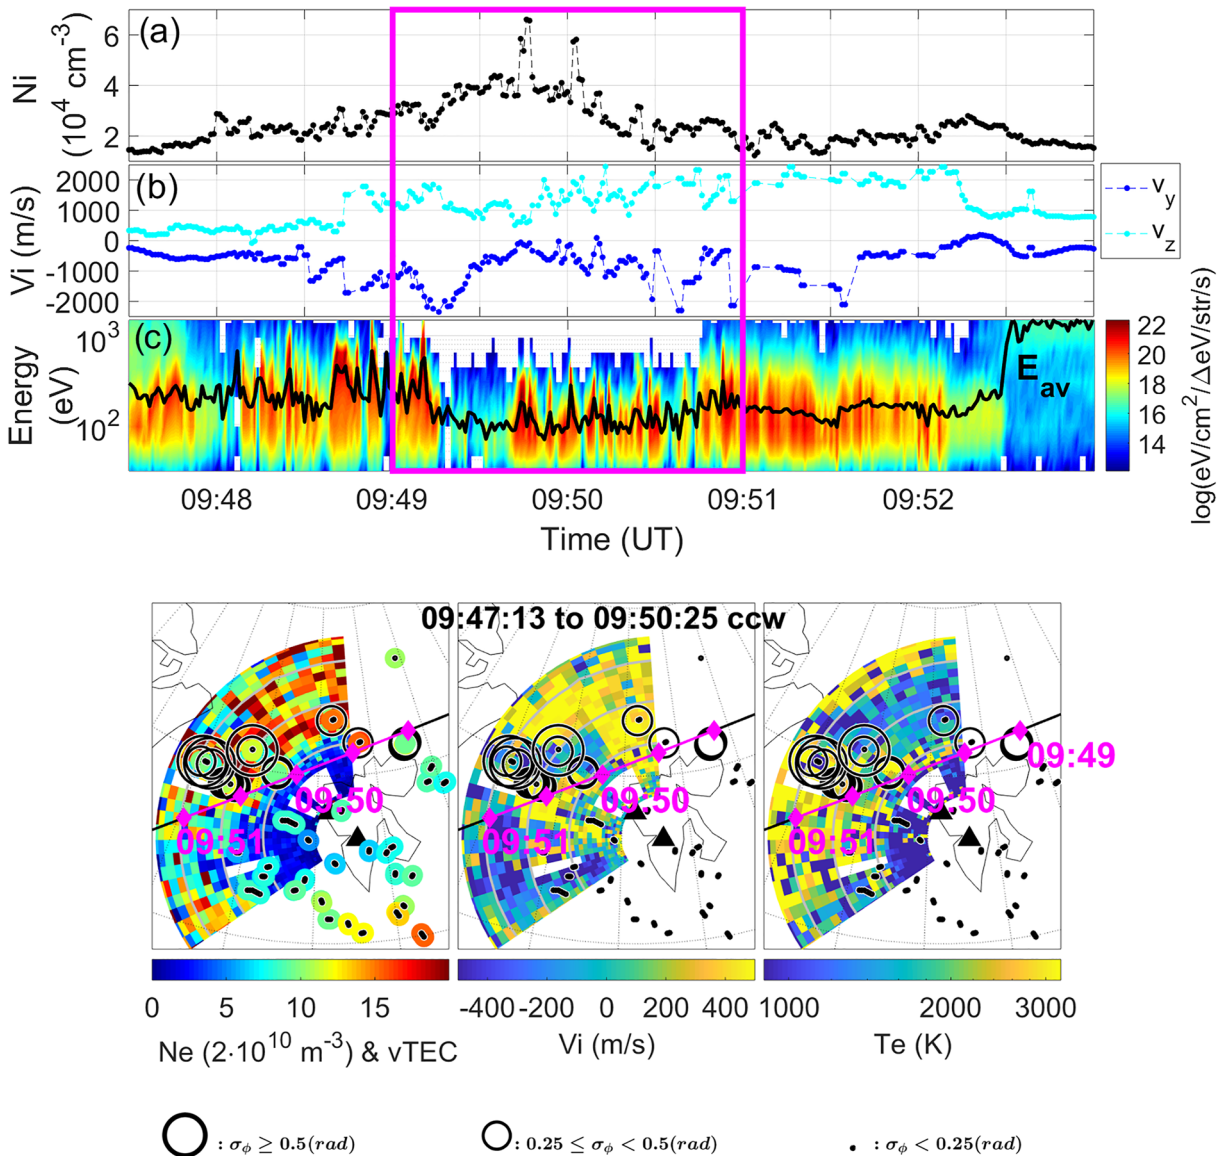 (a)
6
4
2
Ni
(10⁴ cm⁻³)
(b)
2000
1000
0
-1000
-2000
Vi (m/s)
v_y
v_z
(c)
10³
10²
Energy
(eV)
E_av
22
20
18
16
14
log(eV/cm²/ΔeV/str/s)
09:48 09:49 09:50 09:51 09:52
Time (UT)
09:47:13 to 09:50:25 ccw
09:50
09:51
09:50
09:51
09:49
09:50
09:51
0 5 10 15
Ne (2·10¹⁰ m⁻³) & vTEC
-400 -200 0 200 400
Vi (m/s)
1000 2000 3000
Te (K)
: σ_ϕ ≥ 0.5(rad)
: 0.25 ≤ σ_ϕ < 0.5(rad)
: σ_ϕ < 0.25(rad)